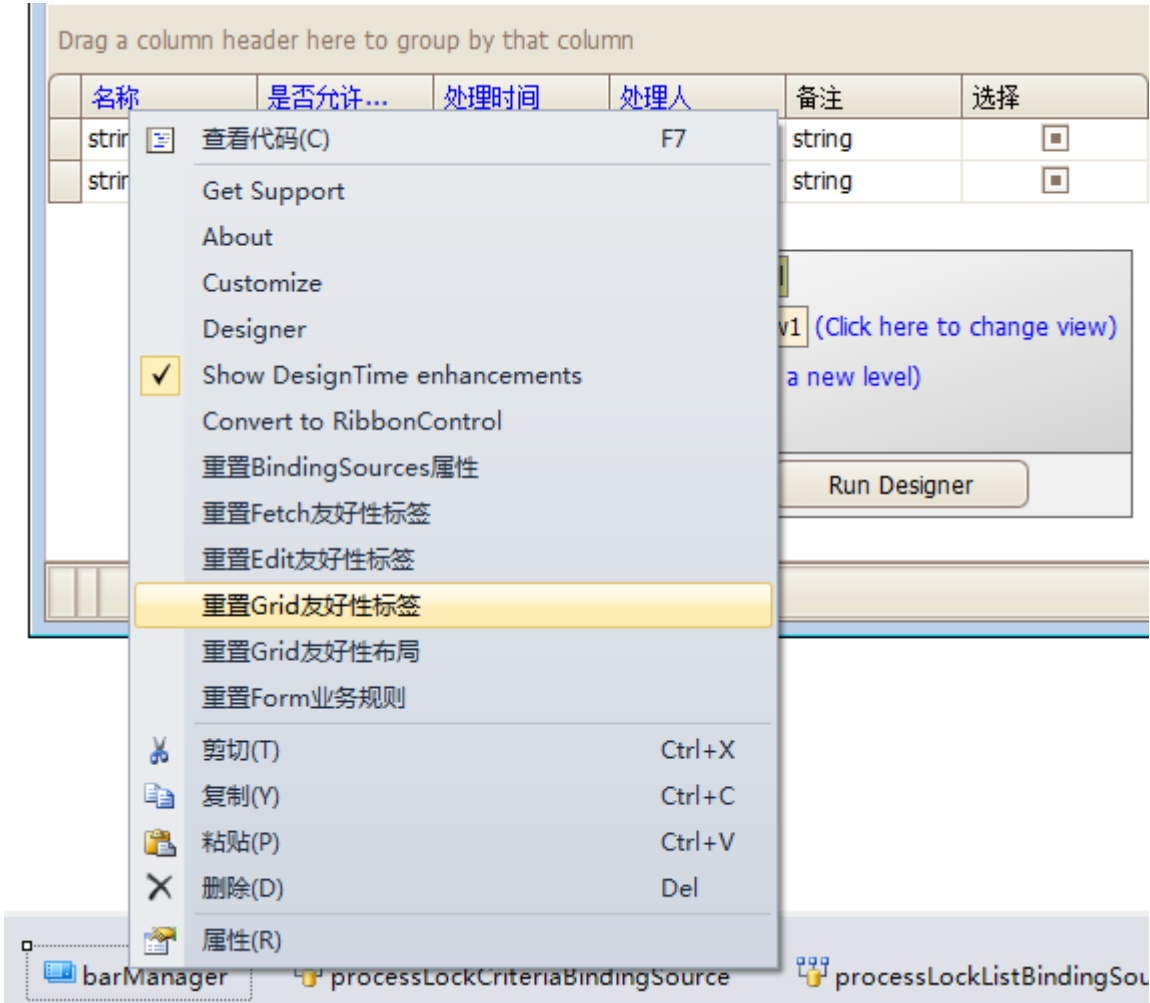 Drag a column header here to group by that column
名称 是否允许... 处理时间 处理人 备注 选择
string
string
查看代码(C) F7
Get Support
About
Customize
Designer
Show DesignTime enhancements
Convert to RibbonControl
重置BindingSources属性
重置Fetch友好性标签
重置Edit友好性标签
重置Grid友好性标签
重置Grid友好性布局
重置Form业务规则
剪切(T) Ctrl+X
复制(Y) Ctrl+C
粘贴(P) Ctrl+V
删除(D) Del
属性(R)
(Click here to change view)
a new level)
Run Designer
barManager processLockCriteriaBindingSource processLockListBindingSou